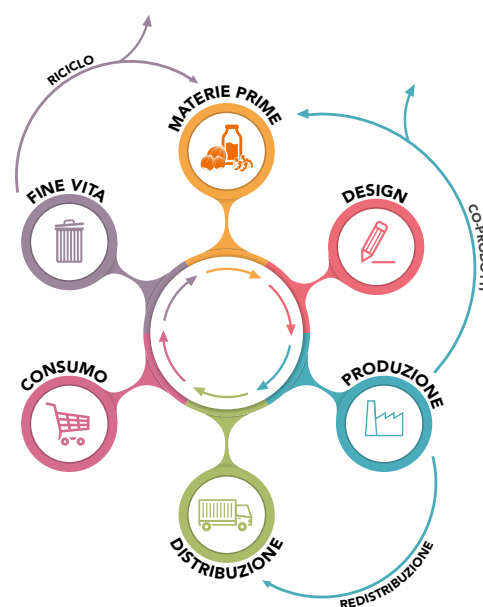 RICICLO
MATERIE PRIME
FINE VITA
DESIGN
CO-PRODOTTI
CONSUMO
PRODUZIONE
DISTRIBUZIONE
REDISTRIBUZIONE